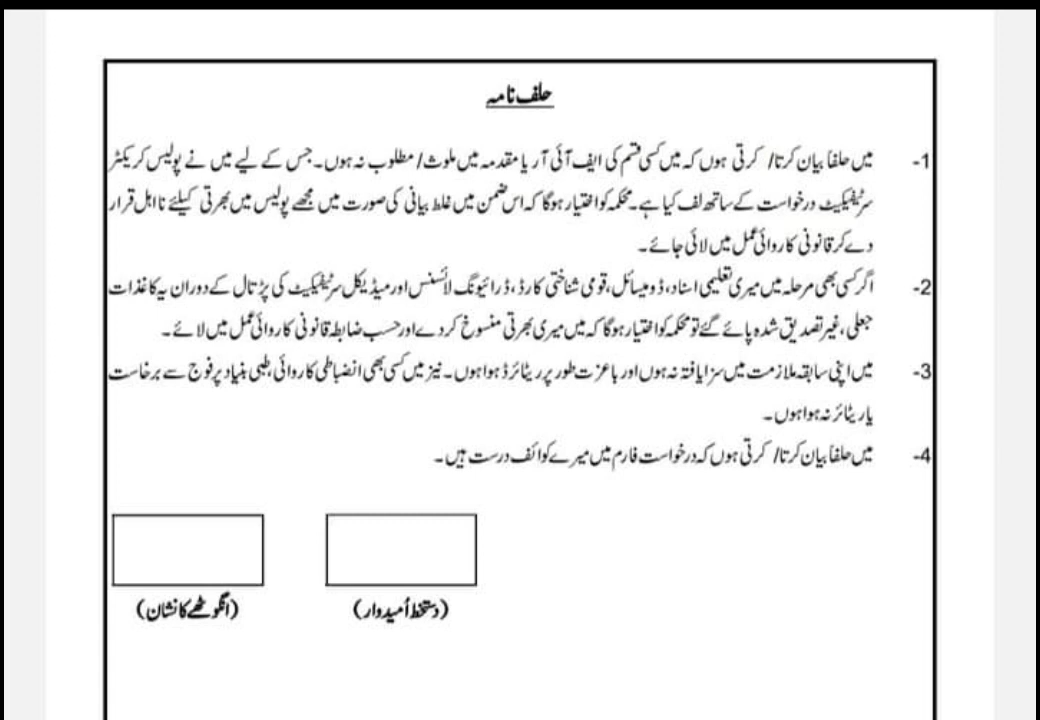 حلف نامہ
1- میں حلفاً بیان کرتا/ کرتی ہوں کہ میں کسی قسم کی ایف آئی آر یا مقدمہ میں ملوث/ مطلوب نہ ہوں۔ جس کے لیے میں نے پولیس کریکٹر
سرٹیفیکیٹ درخواست کے ساتھ لف کیا ہے۔ محکمہ کو اختیار ہوگا کہ اس ضمن میں غلط بیانی کی صورت میں مجھے پولیس میں بھرتی کیلئے نا اہل قرار
دے کر قانونی کاروائی عمل میں لائی جائے۔
2- اگر کسی بھی مرحلہ میں میری تعلیمی اسناد، ڈومیسائل، قومی شناختی کارڈ، ڈرائیونگ لائسنس اور میڈیکل سرٹیفیکیٹ کی پڑتال کے دوران یہ کاغذات
جعلی، غیر تصدیق شدہ پائے گئے تو محکمہ کو اختیار ہوگا کہ میں میری بھرتی منسوخ کر دے اور حسب ضابطہ قانونی کاروائی عمل میں لائے۔
3- میں اپنی سابقہ ملازمت میں سزا یافتہ نہ ہوں اور باعزت طور پر ریٹائرڈ ہوا ہوں۔ نیز میں کسی بھی انضباطی کاروائی، طبی بنیاد پر فوج سے برخاست
یا ریٹائر نہ ہوا ہوں۔
4- میں حلفاً بیان کرتا/ کرتی ہوں کہ درخواست فارم میں میرے کوائف درست ہیں۔
(دستخط اُمیدوار)
(انگوٹھے کا نشان)